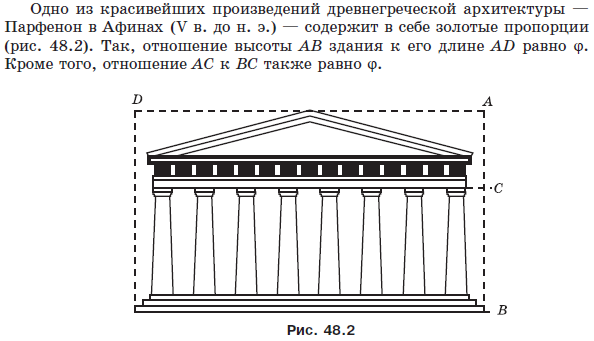 Одно из красивейших произведений древнегреческой архитектуры —
Парфенон в Афинах (V в. до н. э.) — содержит в себе золотые пропорции
(рис. 48.2). Так, отношение высоты AB здания к его длине AD равно φ.
Кроме того, отношение AC к BC также равно φ.
D A
C
B
Рис. 48.2